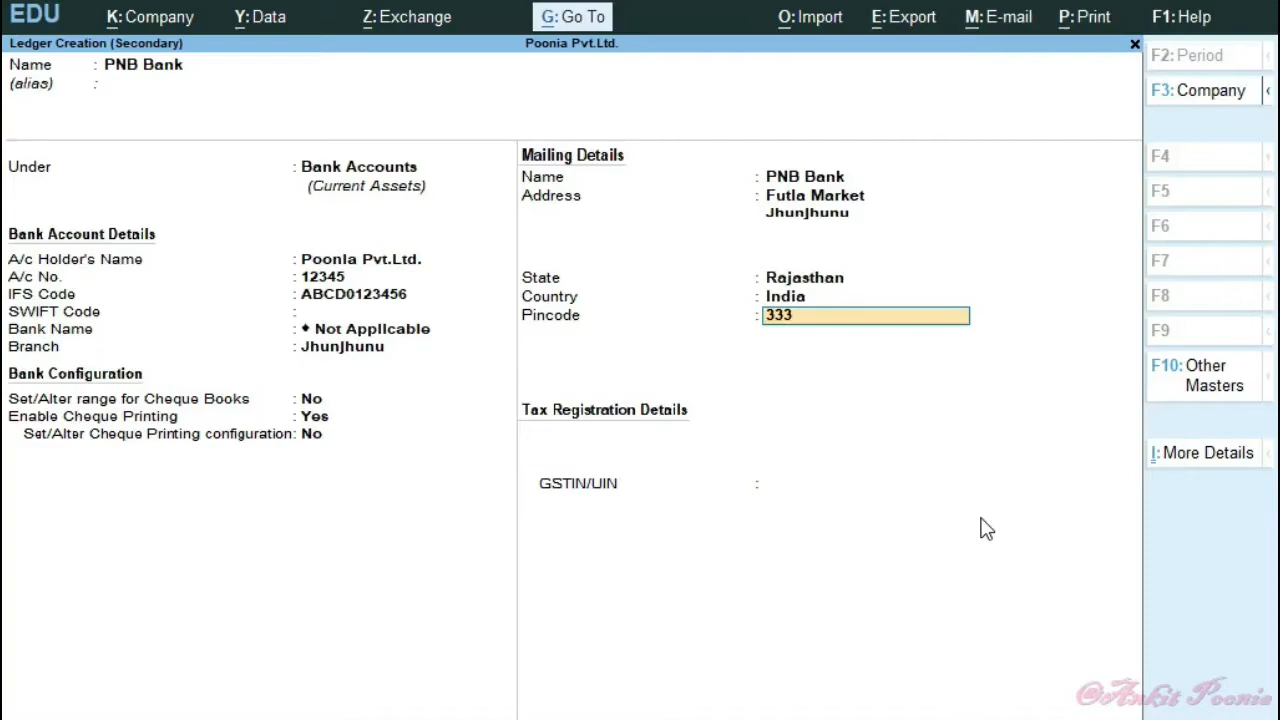 EDU K: Company Y: Data Z: Exchange G: Go To O: Import E: Export M: E-mail P: Print F1: Help
Ledger Creation (Secondary) Poonia Pvt.Ltd. ×
Name : PNB Bank
(alias) :
Under : Bank Accounts
(Current Assets)
Bank Account Details
A/c Holder's Name : Poonia Pvt.Ltd.
A/c No. : 12345
IFS Code : ABCD0123456
SWIFT Code :
Bank Name : ♦ Not Applicable
Branch : Jhunjhunu
Bank Configuration
Set/Alter range for Cheque Books : No
Enable Cheque Printing : Yes
Set/Alter Cheque Printing configuration: No
Mailing Details
Name : PNB Bank
Address : Futla Market
Jhunjhunu
State : Rajasthan
Country : India
Pincode : 333
Tax Registration Details
GSTIN/UIN :
F2: Period
F3: Company
F4
F5
F6
F7
F8
F9
F10: Other
Masters
I: More Details
@Ankit Poonia